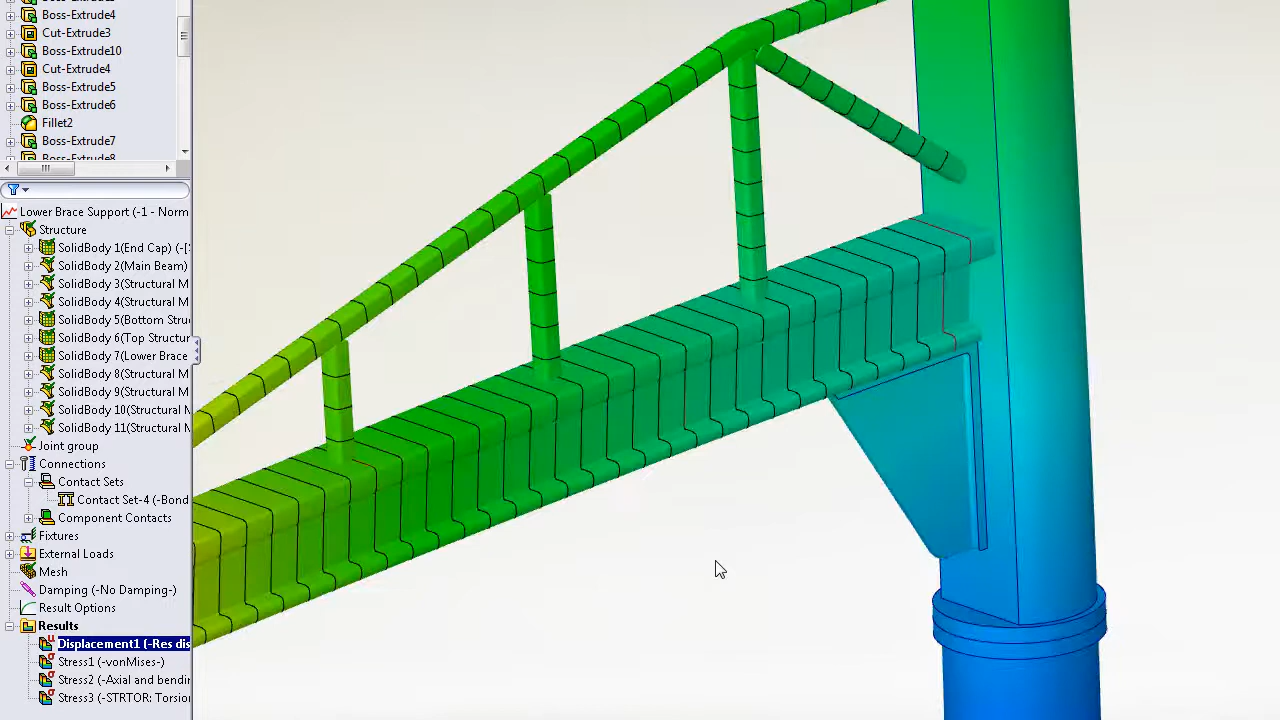 Boss-Extrude4
Cut-Extrude3
Boss-Extrude10
Cut-Extrude4
Boss-Extrude5
Boss-Extrude6
Fillet2
Boss-Extrude7
Boss-Extrude8
Lower Brace Support (-1 - Norm
Structure
SolidBody 1(End Cap) (-[
SolidBody 2(Main Beam)
SolidBody 3(Structural M
SolidBody 4(Structural M
SolidBody 5(Bottom Stru
SolidBody 6(Top Structur
SolidBody 7(Lower Brace
SolidBody 8(Structural M
SolidBody 9(Structural M
SolidBody 10(Structural M
SolidBody 11(Structural M
Joint group
Connections
Contact Sets
Contact Set-4 (-Bond
Component Contacts
Fixtures
External Loads
Mesh
Damping (-No Damping-)
Result Options
Results
Displacement1 (-Res dis
Stress1 (-vonMises-)
Stress2 (-Axial and bendin
Stress3 (-STRTOR: Torsio